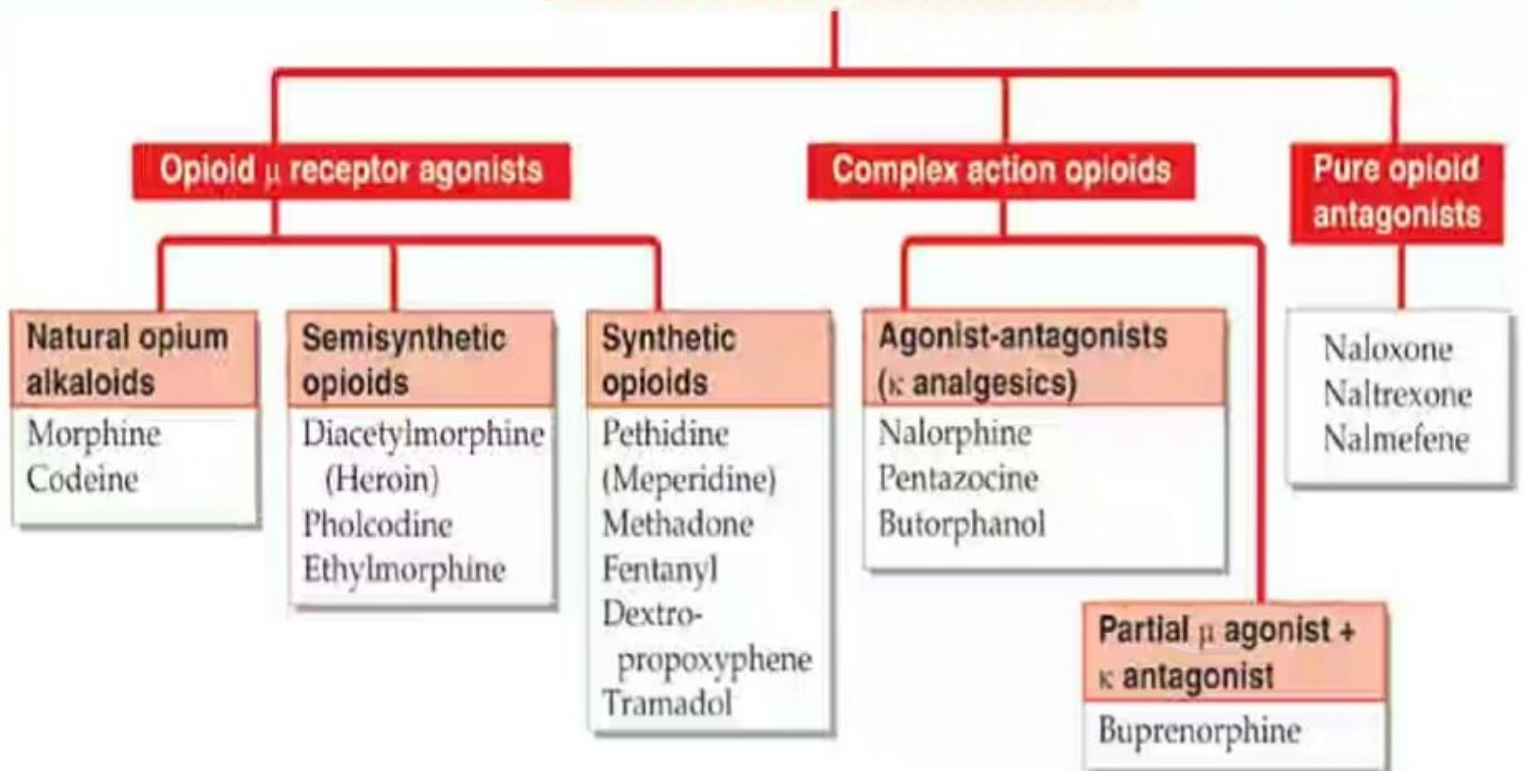 Opioid μ receptor agonists
Complex action opioids
Pure opioid
antagonists
Natural opium
alkaloids
Morphine
Codeine
Semisynthetic
opioids
Diacetylmorphine
(Heroin)
Pholcodine
Ethylmorphine
Synthetic
opioids
Pethidine
(Meperidine)
Methadone
Fentanyl
Dextro-
propoxyphene
Tramadol
Agonist-antagonists
(κ analgesics)
Nalorphine
Pentazocine
Butorphanol
Partial μ agonist +
κ antagonist
Buprenorphine
Naloxone
Naltrexone
Nalmefene